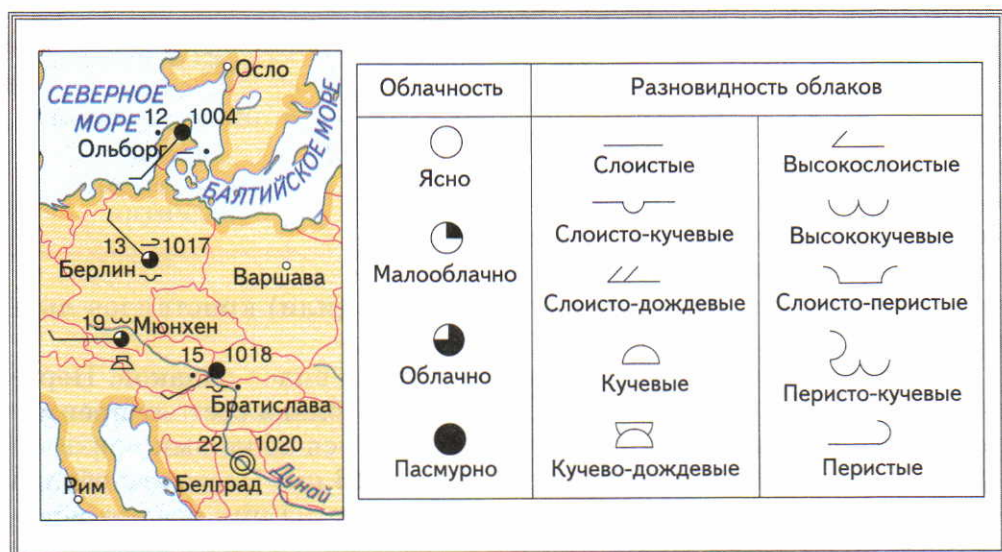 Осло
СЕВЕРНОЕ
МОРЕ
12
1004
Ольборг
БАЛТИЙСКОЕ МОРЕ
13
1017
Берлин
Варшава
19
Мюнхен
15
1018
Братислава
22
1020
Белград
Дунай
Рим
Облачность
Разновидность облаков
Ясно
Слоистые
Высокослоистые
Малооблачно
Слоисто-кучевые
Высококучевые
Слоисто-дождевые
Слоисто-перистые
Облачно
Кучевые
Перисто-кучевые
Пасмурно
Кучево-дождевые
Перистые